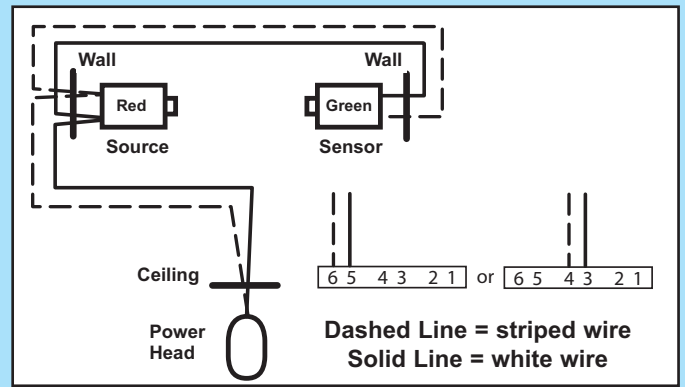 Wall
Wall
Red
Green
Source
Sensor
Ceiling
6 5 4 3 2 1 or 6 5 4 3 2 1
Power
Head
Dashed Line = striped wire
Solid Line = white wire